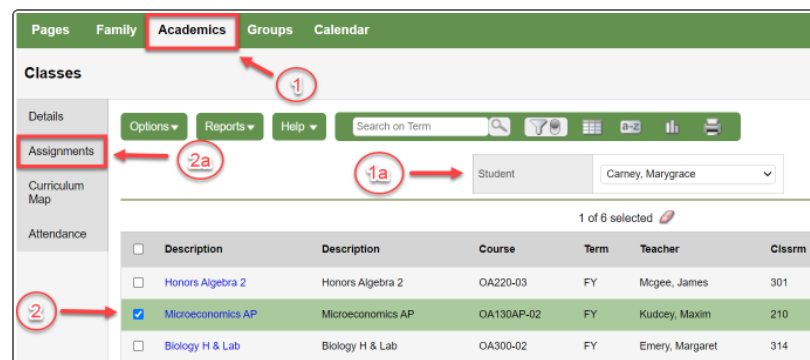 Pages Family Academics Groups Calendar
1
Classes
Details
Options Reports Help Search on Term a-z
Assignments
2a
1a
Student Carney, Marygrace
Curriculum
Map
1 of 6 selected
Attendance
Description Description Course Term Teacher Clssrm
Honors Algebra 2 Honors Algebra 2 OA220-03 FY Mcgee, James 301
2
Microeconomics AP Microeconomics AP OA130AP-02 FY Kudcey, Maxim 210
Biology H & Lab Biology H & Lab OA300-02 FY Emery, Margaret 314